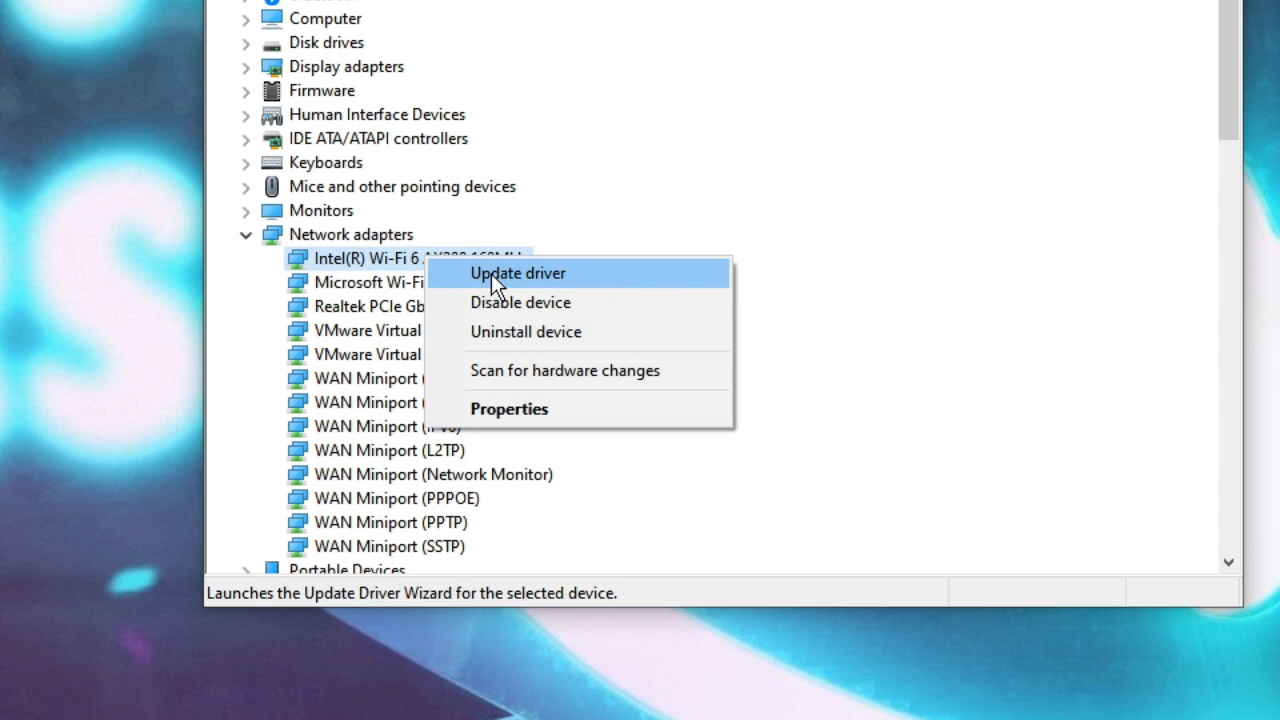 Computer
Disk drives
Display adapters
Firmware
Human Interface Devices
IDE ATA/ATAPI controllers
Keyboards
Mice and other pointing devices
Monitors
Network adapters
Intel(R) Wi-Fi 6
Update driver
Microsoft Wi-Fi
Disable device
Realtek PCIe Gb
VMware Virtual
Uninstall device
VMware Virtual
Scan for hardware changes
WAN Miniport (
WAN Miniport (
Properties
WAN Miniport (
WAN Miniport (L2TP)
WAN Miniport (Network Monitor)
WAN Miniport (PPPOE)
WAN Miniport (PPTP)
WAN Miniport (SSTP)
Portable Devices
Launches the Update Driver Wizard for the selected device.